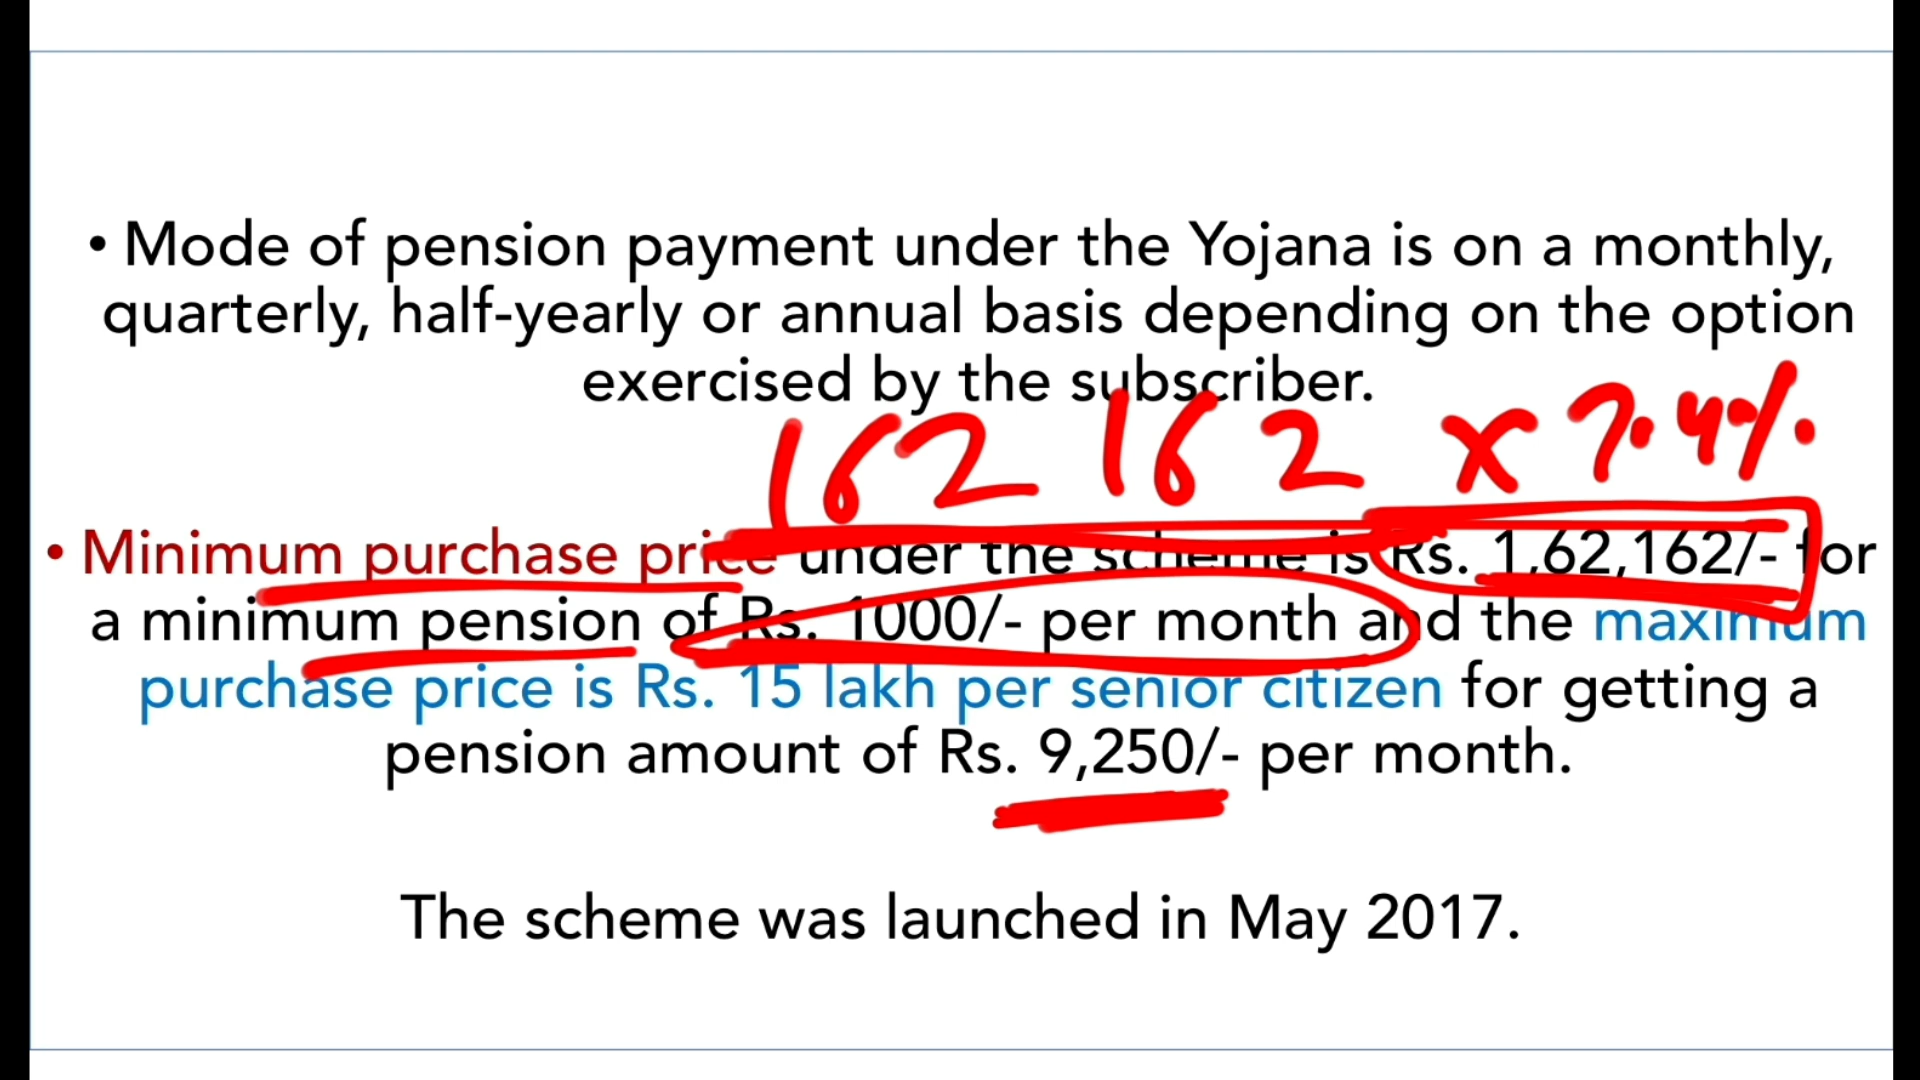 • Mode of pension payment under the Yojana is on a monthly,
quarterly, half-yearly or annual basis depending on the option
exercised by the subscriber.
162 162 x 7.4%.
• Minimum purchase price under the scheme is Rs. 1,62,162/- for
a minimum pension of Rs. 1000/- per month and the maximum
purchase price is Rs. 15 lakh per senior citizen for getting a
pension amount of Rs. 9,250/- per month.
The scheme was launched in May 2017.